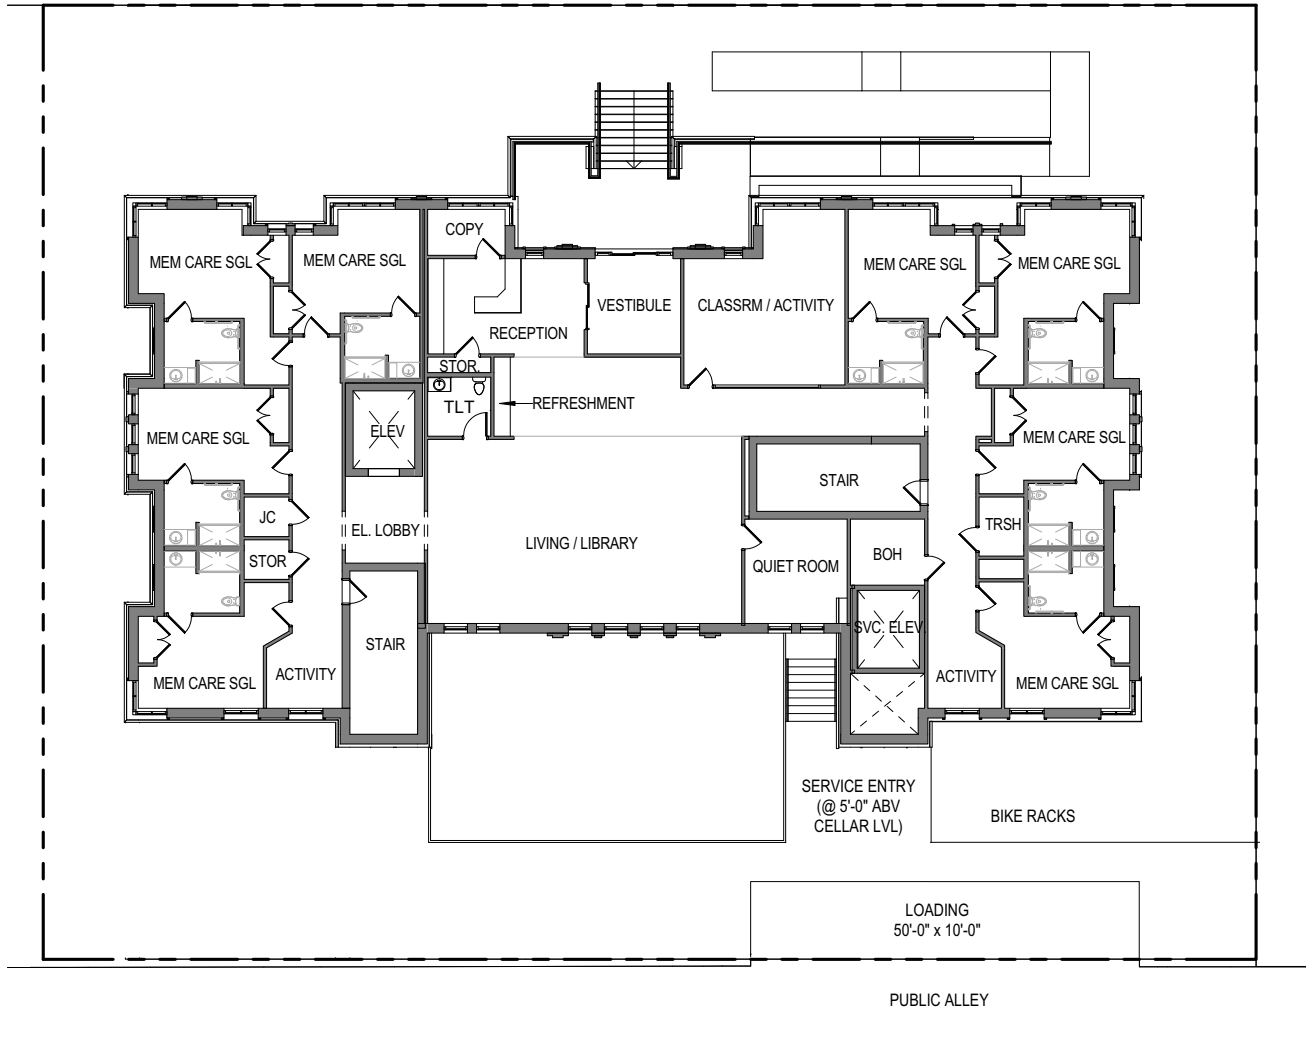 COPY
MEM CARE SGL
MEM CARE SGL
MEM CARE SGL
MEM CARE SGL
VESTIBULE
CLASSRM / ACTIVITY
RECEPTION
STOR.
TLT
REFRESHMENT
ELEV
MEM CARE SGL
MEM CARE SGL
STAIR
JC
EL. LOBBY
TRSH
LIVING / LIBRARY
STOR
BOH
QUIET ROOM
SVC. ELEV.
STAIR
ACTIVITY
ACTIVITY
MEM CARE SGL
MEM CARE SGL
SERVICE ENTRY
(@ 5'-0" ABV
CELLAR LVL)
BIKE RACKS
LOADING
50'-0" x 10'-0"
PUBLIC ALLEY